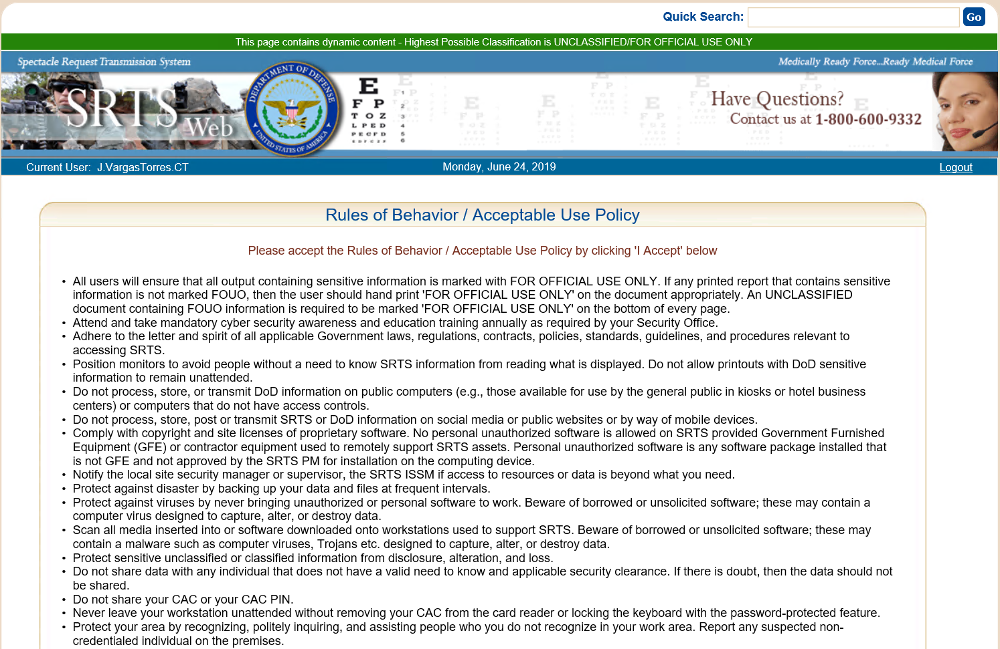 Quick Search: Go
This page contains dynamic content - Highest Possible Classification is UNCLASSIFIED/FOR OFFICIAL USE ONLY
Spectacle Request Transmission System
Medically Ready Force...Ready Medical Force
SRTS Web
DEPARTMENT OF DEFENSE
UNITED STATES OF AMERICA
E
F P 1
T O Z 2
L P E D 3
P E C F D 4
E D F C Z P 5
6
Have Questions?
Contact us at 1-800-600-9332
Current User: J.VargasTorres.CT
Monday, June 24, 2019
Logout
Rules of Behavior / Acceptable Use Policy
Please accept the Rules of Behavior / Acceptable Use Policy by clicking 'I Accept' below
• All users will ensure that all output containing sensitive information is marked with FOR OFFICIAL USE ONLY. If any printed report that contains sensitive
information is not marked FOUO, then the user should hand print 'FOR OFFICIAL USE ONLY' on the document appropriately. An UNCLASSIFIED
document containing FOUO information is required to be marked 'FOR OFFICIAL USE ONLY' on the bottom of every page.
• Attend and take mandatory cyber security awareness and education training annually as required by your Security Office.
• Adhere to the letter and spirit of all applicable Government laws, regulations, contracts, policies, standards, guidelines, and procedures relevant to
accessing SRTS.
• Position monitors to avoid people without a need to know SRTS information from reading what is displayed. Do not allow printouts with DoD sensitive
information to remain unattended.
• Do not process, store, or transmit DoD information on public computers (e.g., those available for use by the general public in kiosks or hotel business
centers) or computers that do not have access controls.
• Do not process, store, post or transmit SRTS or DoD information on social media or public websites or by way of mobile devices.
• Comply with copyright and site licenses of proprietary software. No personal unauthorized software is allowed on SRTS provided Government Furnished
Equipment (GFE) or contractor equipment used to remotely support SRTS assets. Personal unauthorized software is any software package installed that
is not GFE and not approved by the SRTS PM for installation on the computing device.
• Notify the local site security manager or supervisor, the SRTS ISSM if access to resources or data is beyond what you need.
• Protect against disaster by backing up your data and files at frequent intervals.
• Protect against viruses by never bringing unauthorized or personal software to work. Beware of borrowed or unsolicited software; these may contain a
computer virus designed to capture, alter, or destroy data.
• Scan all media inserted into or software downloaded onto workstations used to support SRTS. Beware of borrowed or unsolicited software; these may
contain a malware such as computer viruses, Trojans etc. designed to capture, alter, or destroy data.
• Protect sensitive unclassified or classified information from disclosure, alteration, and loss.
• Do not share data with any individual that does not have a valid need to know and applicable security clearance. If there is doubt, then the data should not
be shared.
• Do not share your CAC or your CAC PIN.
• Never leave your workstation unattended without removing your CAC from the card reader or locking the keyboard with the password-protected feature.
• Protect your area by recognizing, politely inquiring, and assisting people who you do not recognize in your work area. Report any suspected non-
credentialed individual on the premises.